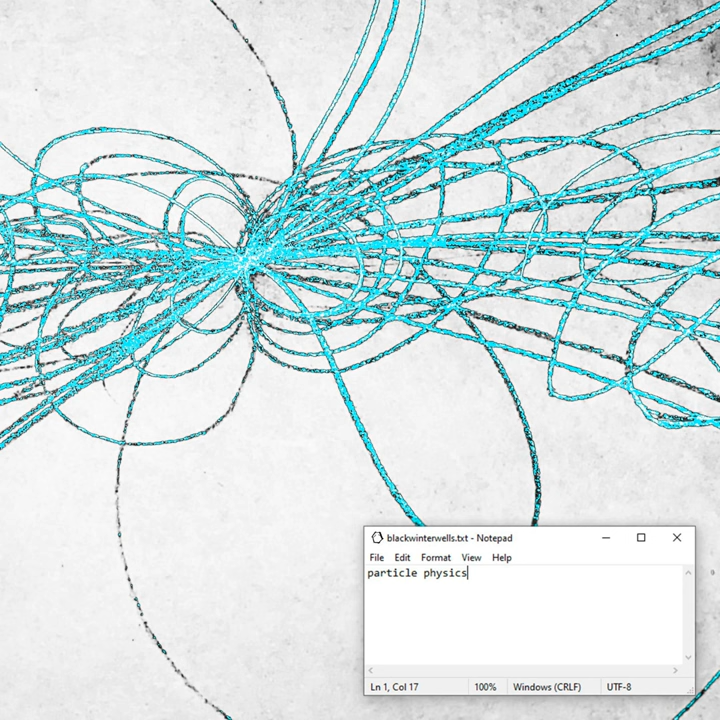 blackwinterwells.txt - Notepad
File Edit Format View Help
particle physics
Ln 1, Col 17 100% Windows (CRLF) UTF-8